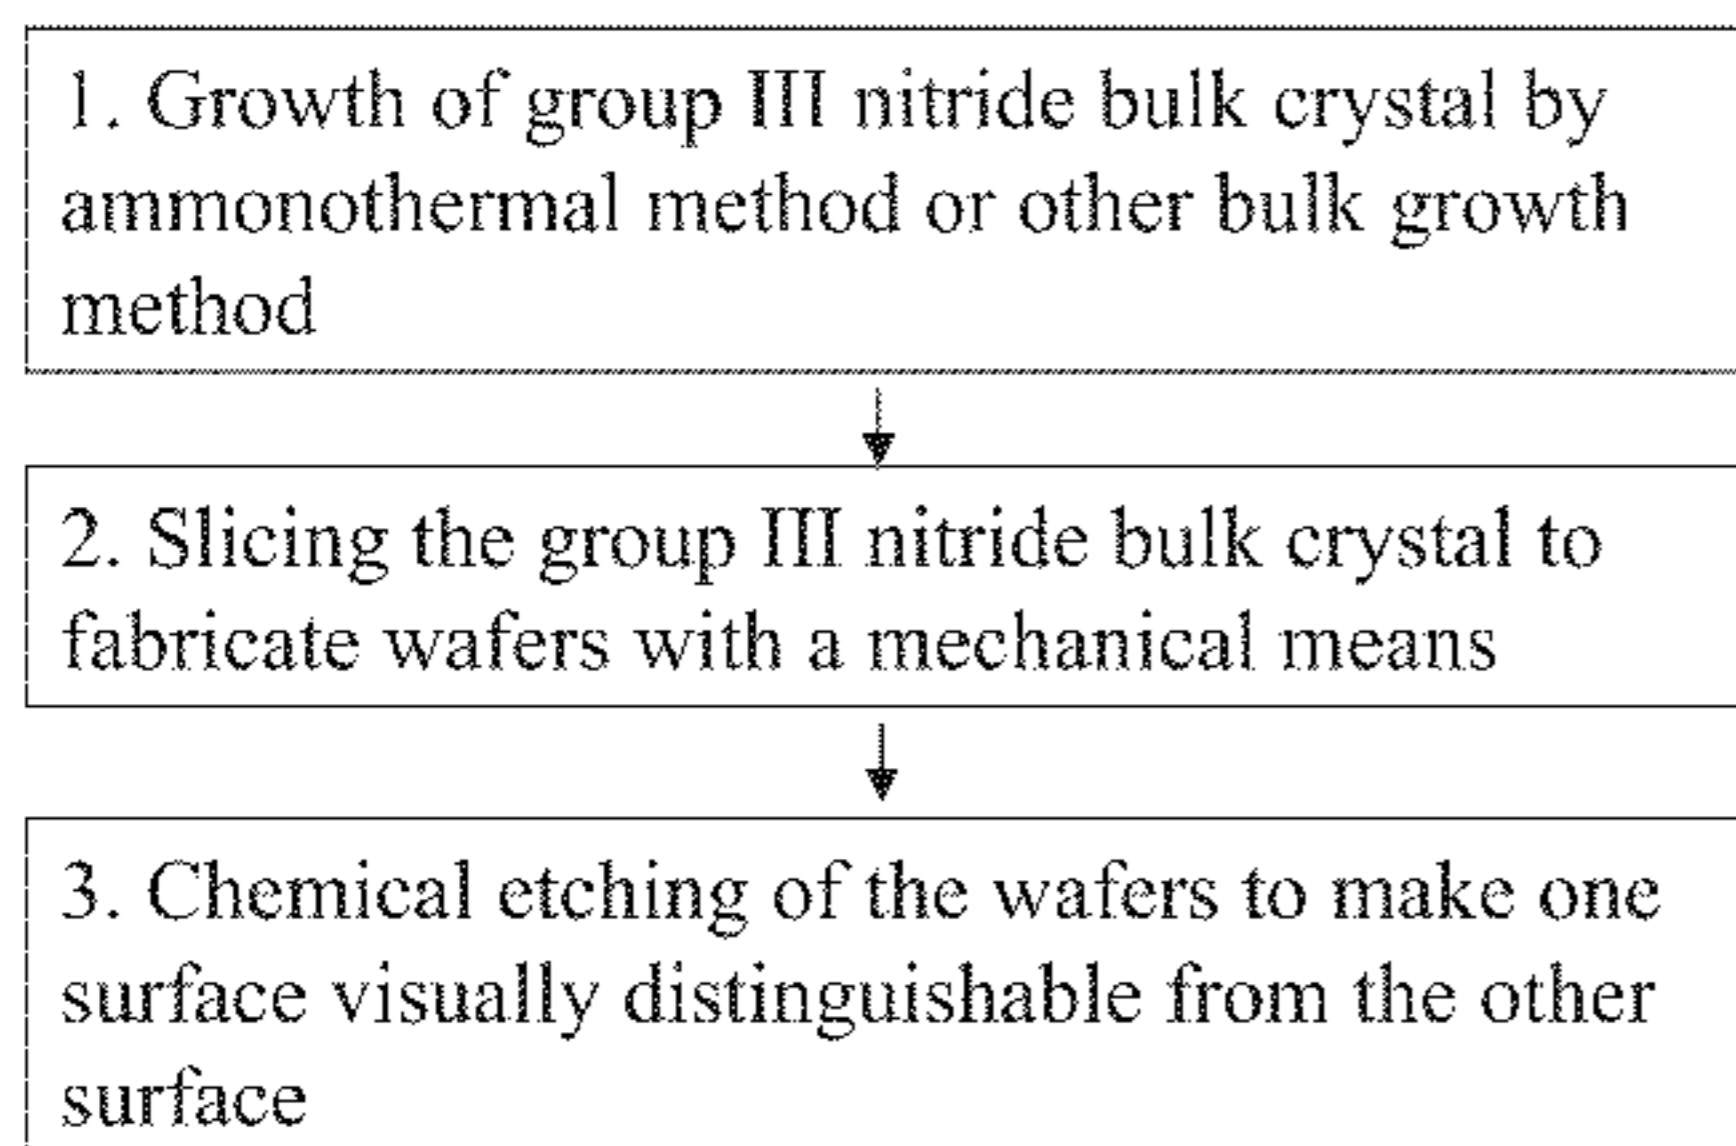 1. Growth of group III nitride bulk crystal by
ammonothermal method or other bulk growth
method
2. Slicing the group III nitride bulk crystal to
fabricate wafers with a mechanical means
3. Chemical etching of the wafers to make one
surface visually distinguishable from the other
surface